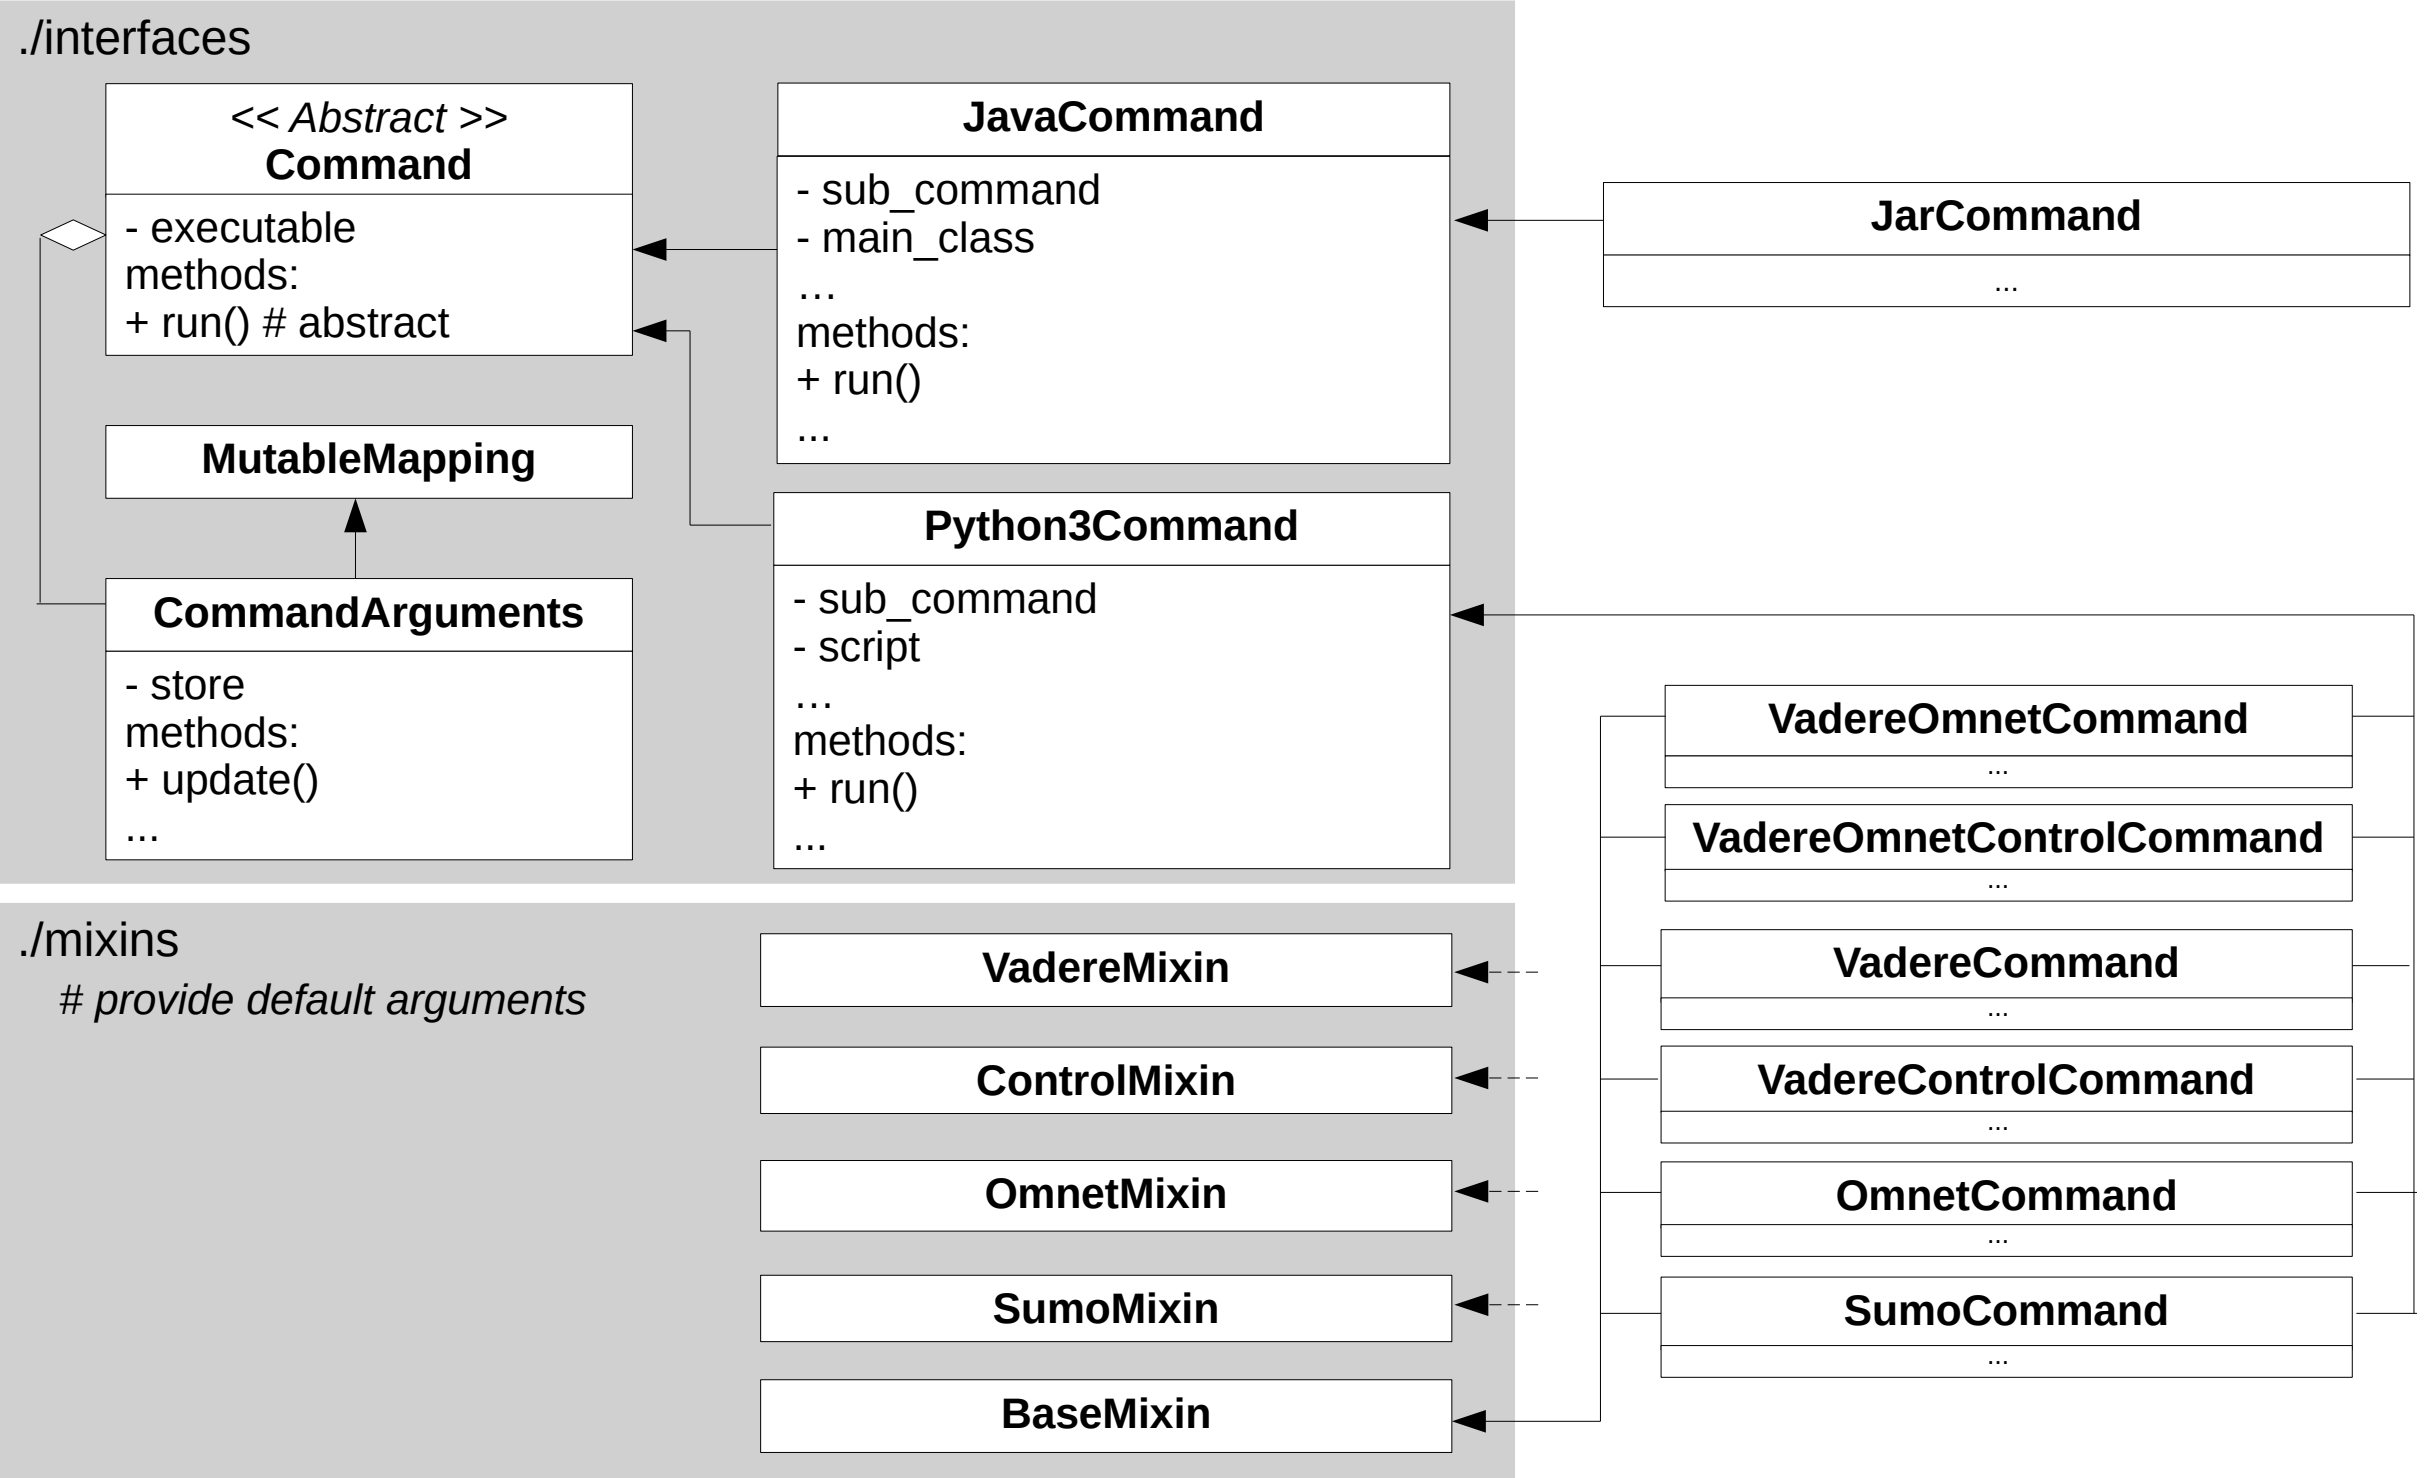 ./interfaces
<< Abstract >>
Command
- executable
methods:
+ run() # abstract
MutableMapping
CommandArguments
- store
methods:
+ update()
...
JavaCommand
- sub_command
- main_class
…
methods:
+ run()
...
Python3Command
- sub_command
- script
…
methods:
+ run()
...
JarCommand
...
./mixins
# provide default arguments
VadereMixin
ControlMixin
OmnetMixin
SumoMixin
BaseMixin
VadereOmnetCommand
...
VadereOmnetControlCommand
...
VadereCommand
...
VadereControlCommand
...
OmnetCommand
...
SumoCommand
...